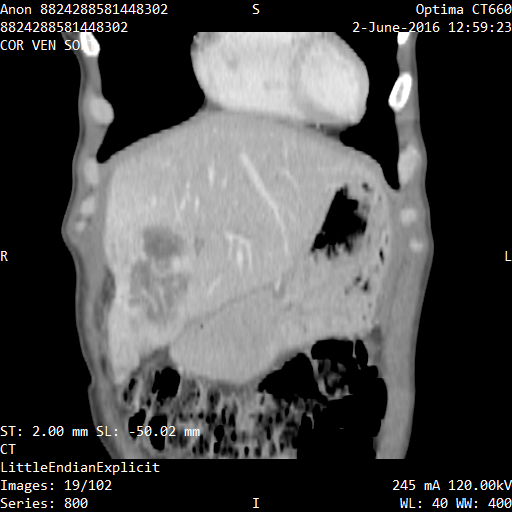 Anon 8824288581448302
8824288581448302
COR VEN SO
S
Optima CT660
2-June-2016 12:59:23
R
L
ST: 2.00 mm SL: -50.02 mm
CT
LittleEndianExplicit
Images: 19/102
Series: 800
I
245 mA 120.00kV
WL: 40 WW: 400